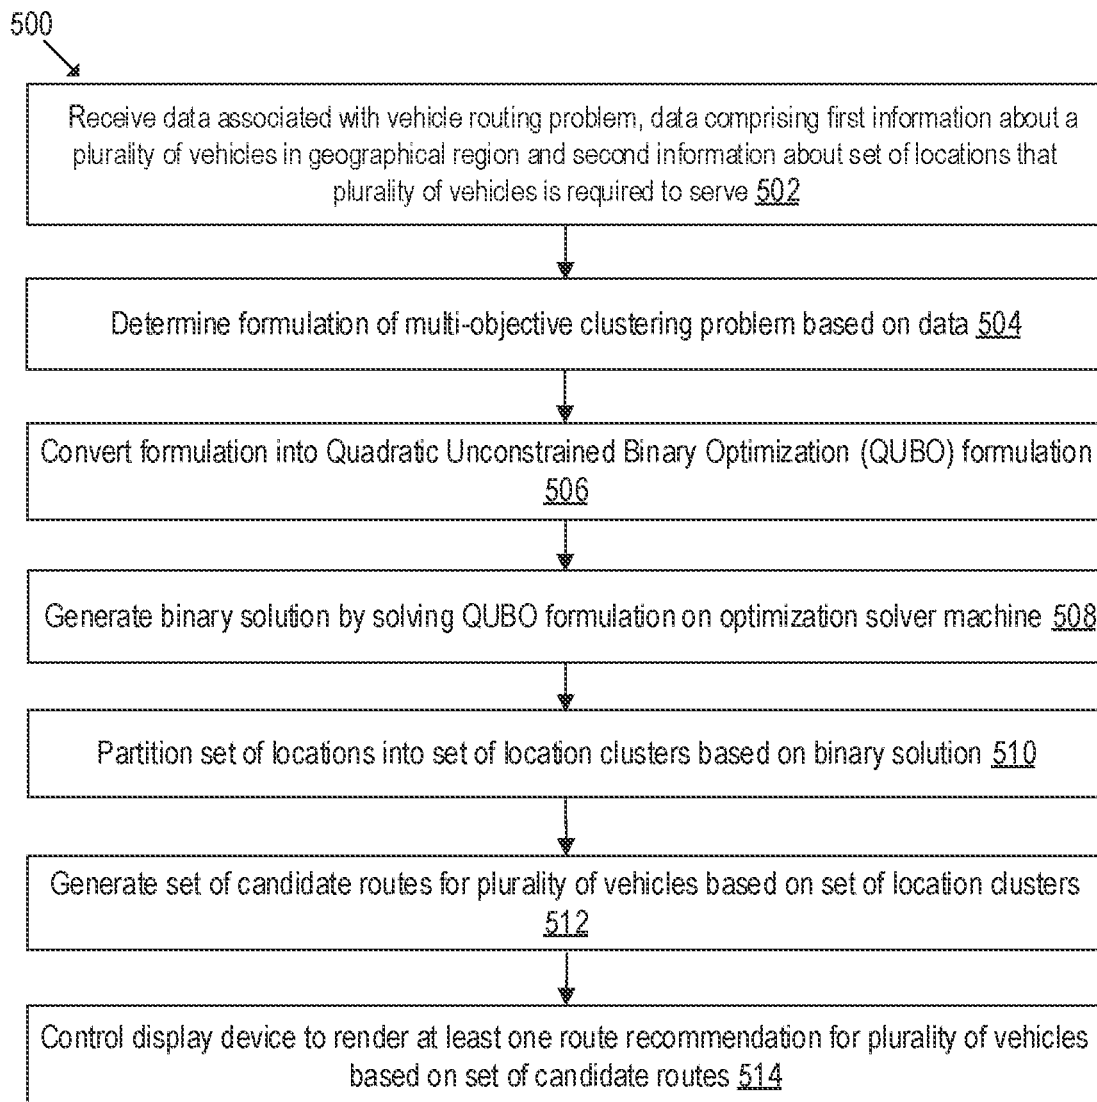 500
Receive data associated with vehicle routing problem, data comprising first information about a
plurality of vehicles in geographical region and second information about set of locations that
plurality of vehicles is required to serve 502
Determine formulation of multi-objective clustering problem based on data 504
Convert formulation into Quadratic Unconstrained Binary Optimization (QUBO) formulation
506
Generate binary solution by solving QUBO formulation on optimization solver machine 508
Partition set of locations into set of location clusters based on binary solution 510
Generate set of candidate routes for plurality of vehicles based on set of location clusters
512
Control display device to render at least one route recommendation for plurality of vehicles
based on set of candidate routes 514